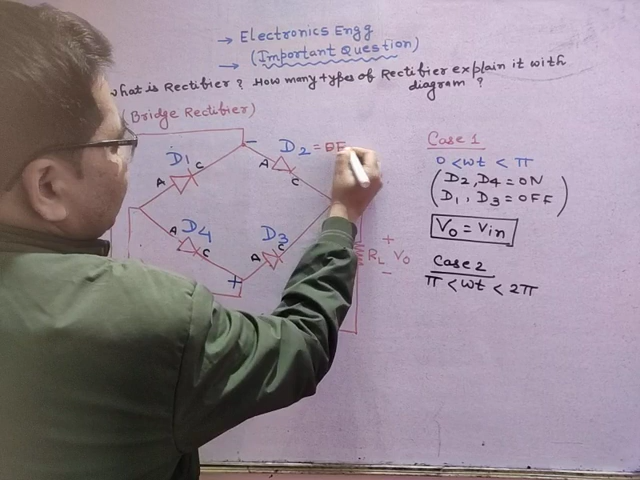 → Electronics Engg
→ (Important Question)
what is Rectifier? How many types of Rectifier explain it with
diagram ?
(Bridge Rectifier)
D1
A C
- D2 = OF
A
C
D4
A C
D3
A C
+
RL
+
Vo
-
Case 1
0 < wt < π
(D2, D4 = ON
D1, D3 = OFF)
Vo = Vin
Case 2
π < wt < 2π